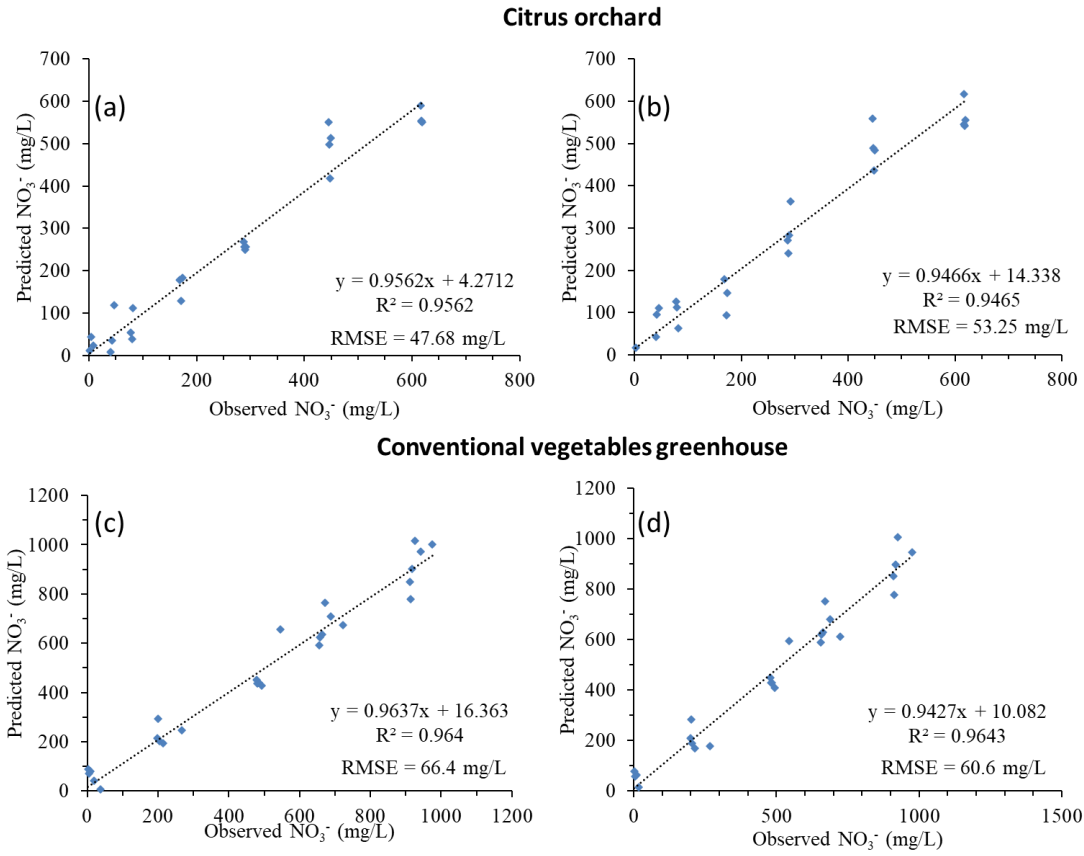 Citrus orchard
(a)
Predicted NO₃⁻ (mg/L)
700
600
500
400
300
200
100
0
0 200 400 600 800
Observed NO₃⁻ (mg/L)
y = 0.9562x + 4.2712
R² = 0.9562
RMSE = 47.68 mg/L
(b)
Predicted NO₃⁻ (mg/L)
700
600
500
400
300
200
100
0
0 200 400 600 800
Observed NO₃⁻ (mg/L)
y = 0.9466x + 14.338
R² = 0.9465
RMSE = 53.25 mg/L
Conventional vegetables greenhouse
(c)
Predicted NO₃⁻ (mg/L)
1200
1000
800
600
400
200
0
0 200 400 600 800 1000 1200
Observed NO₃⁻ (mg/L)
y = 0.9637x + 16.363
R² = 0.964
RMSE = 66.4 mg/L
(d)
Predicted NO₃⁻ (mg/L)
1200
1000
800
600
400
200
0
0 500 1000 1500
Observed NO₃⁻ (mg/L)
y = 0.9427x + 10.082
R² = 0.9643
RMSE = 60.6 mg/L